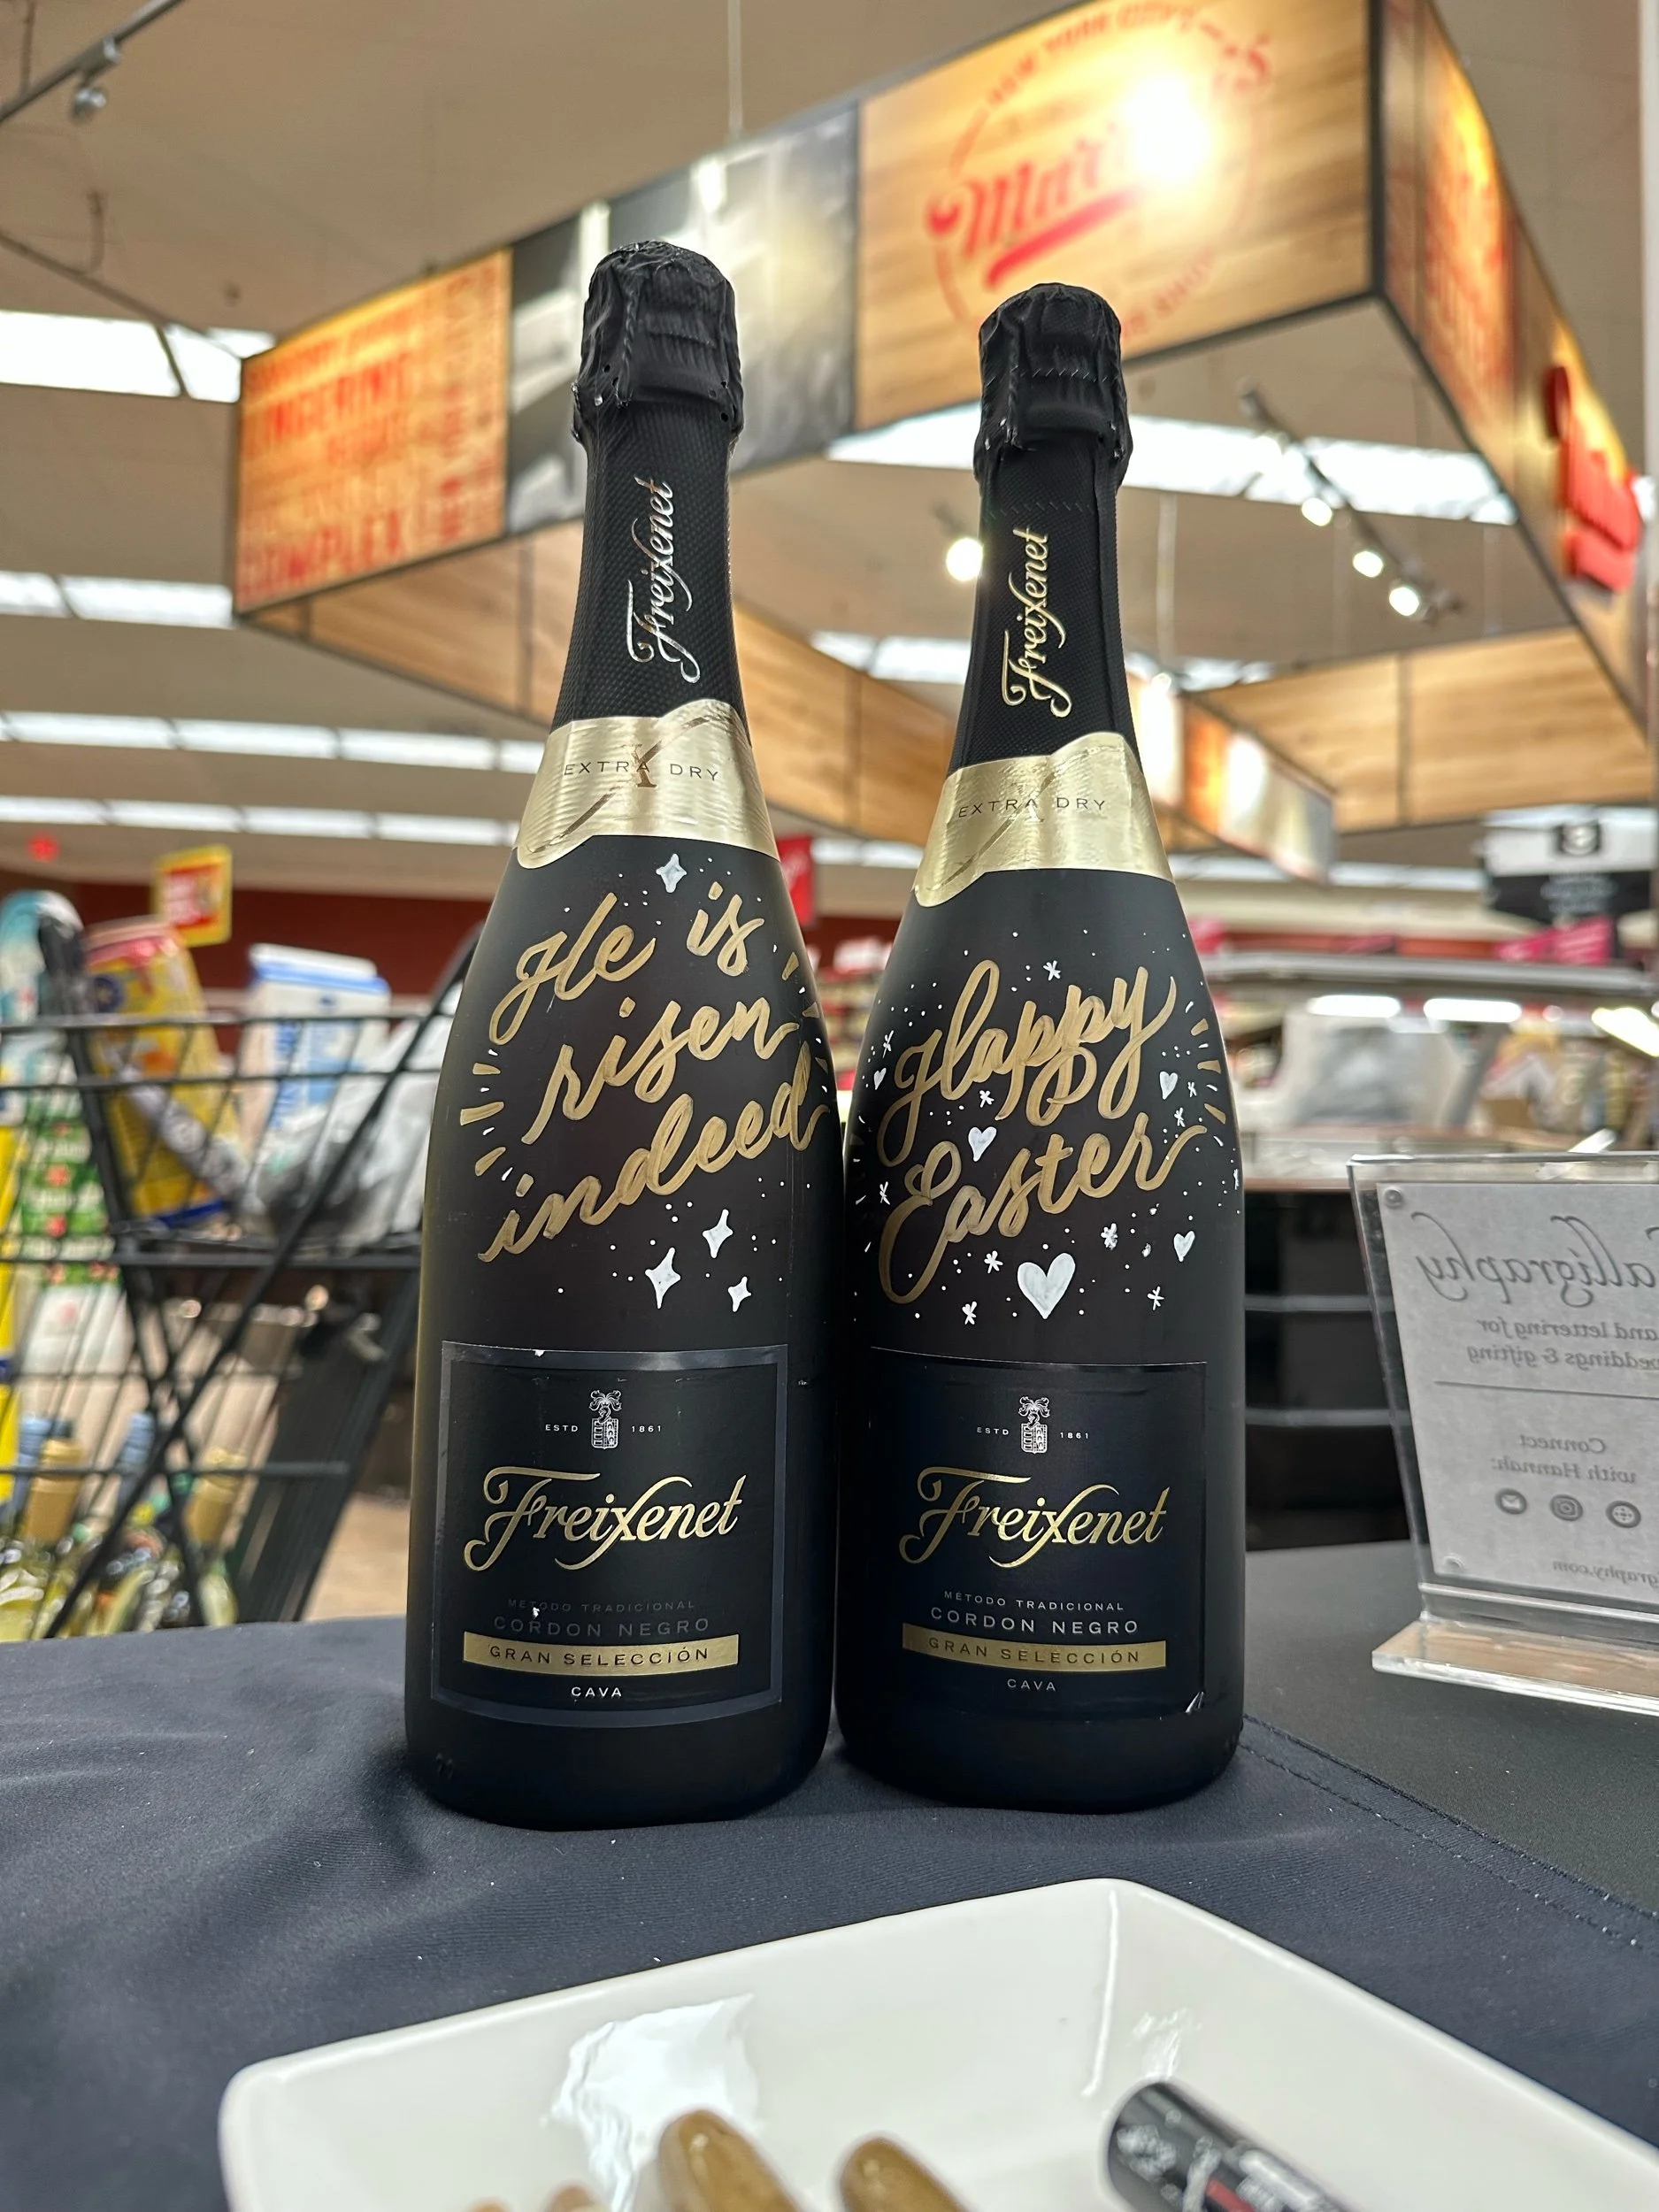 Freixenet
EXTRA DRY
He is
risen
indeed
ESTD 1861
Freixenet
MÉTODO TRADICIONAL
CORDON NEGRO
GRAN SELECCIÓN
CAVA
Freixenet
EXTRA DRY
Happy
Easter
ESTD 1861
Freixenet
MÉTODO TRADICIONAL
CORDON NEGRO
GRAN SELECCIÓN
CAVA
COMPLEX
Calligraphy
and lettering for
weddings & gifting
Connect
with Hannah: